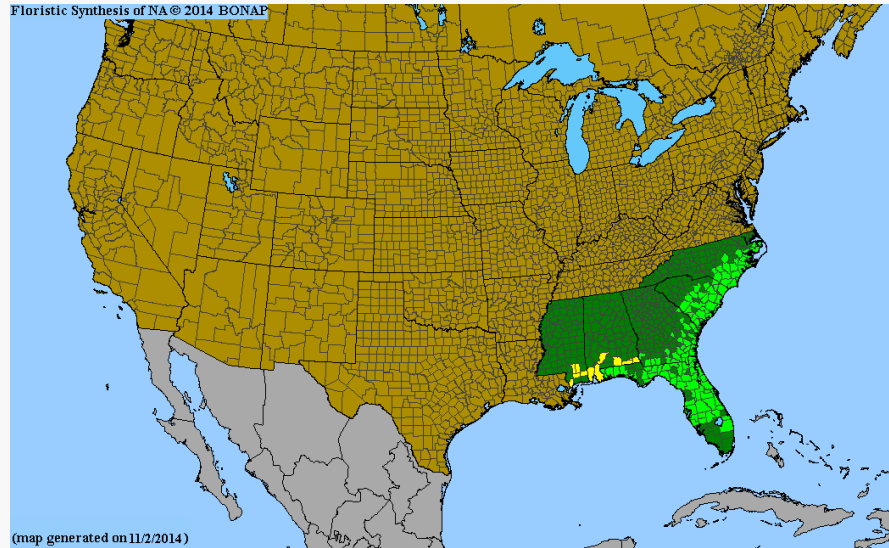 Floristic Synthesis of NA © 2014 BONAP
(map generated on 11/2/2014)